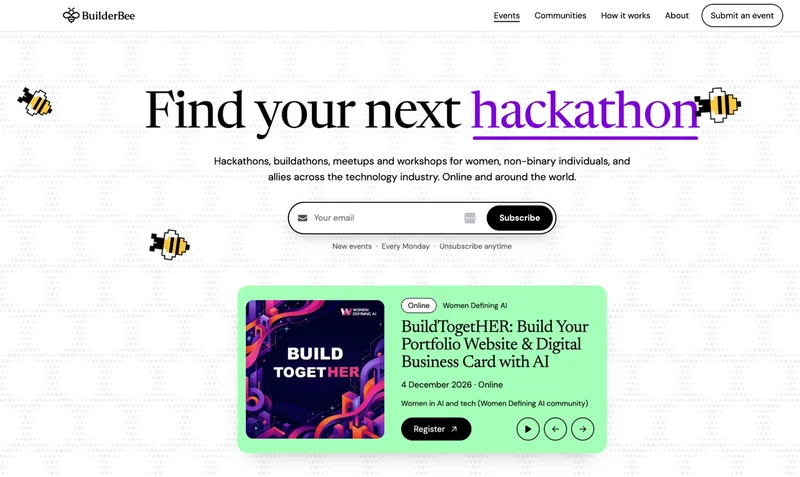 BuilderBee
Events
Communities
How it works
About
Submit an event
Find your next hackathon
Hackathons, buildathons, meetups and workshops for women, non-binary individuals, and
allies across the technology industry. Online and around the world.
Your email
Subscribe
New events · Every Monday · Unsubscribe anytime
WOMEN
DEFINING AI
BUILD
TOGETHER
Online
Women Defining AI
BuildTogetHER: Build Your
Portfolio Website & Digital
Business Card with AI
4 December 2026 · Online
Women in AI and tech (Women Defining AI community)
Register